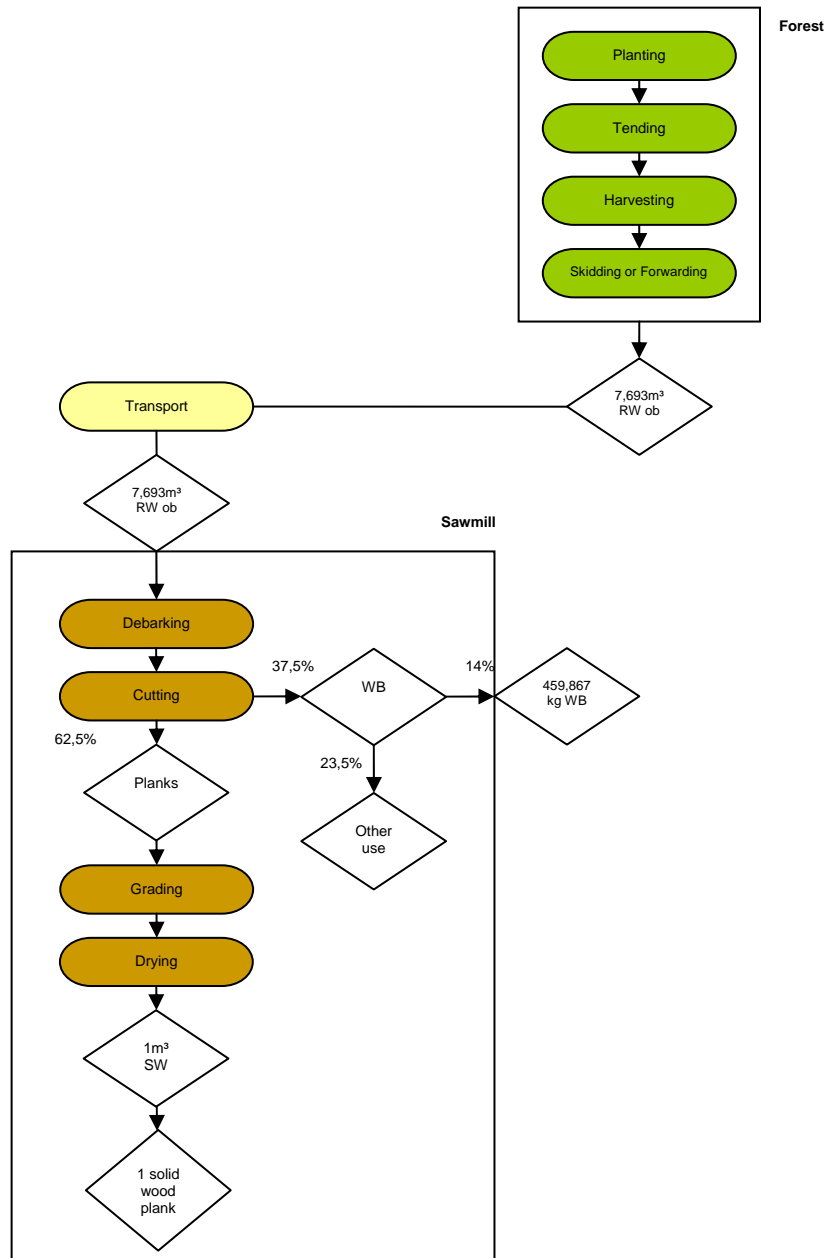 Forest
Planting
Tending
Harvesting
Skidding or Forwarding
7,693m³
RW ob
Transport
7,693m³
RW ob
Sawmill
Debarking
Cutting
37,5%
WB
14%
459,867
kg WB
62,5%
23,5%
Planks
Other
use
Grading
Drying
1m³
SW
1 solid
wood
plank